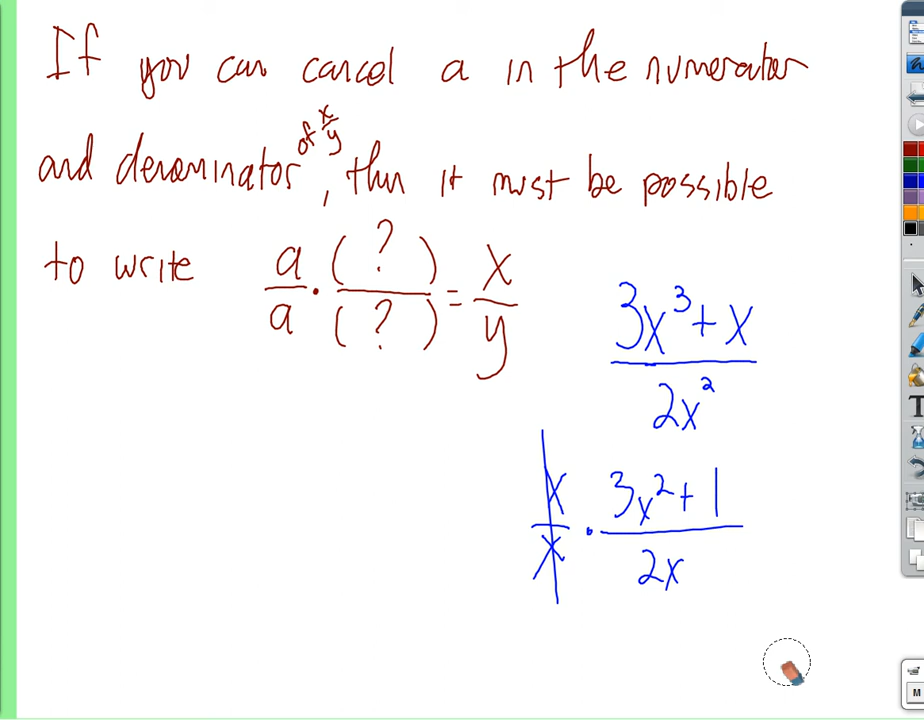 If you can cancel a in the numerator
and denominator of x/y, then it must be possible
to write a/a · (?)/(?) = x/y
3x³ + x
2x²
x/x · 3x² + 1
2x
T
M